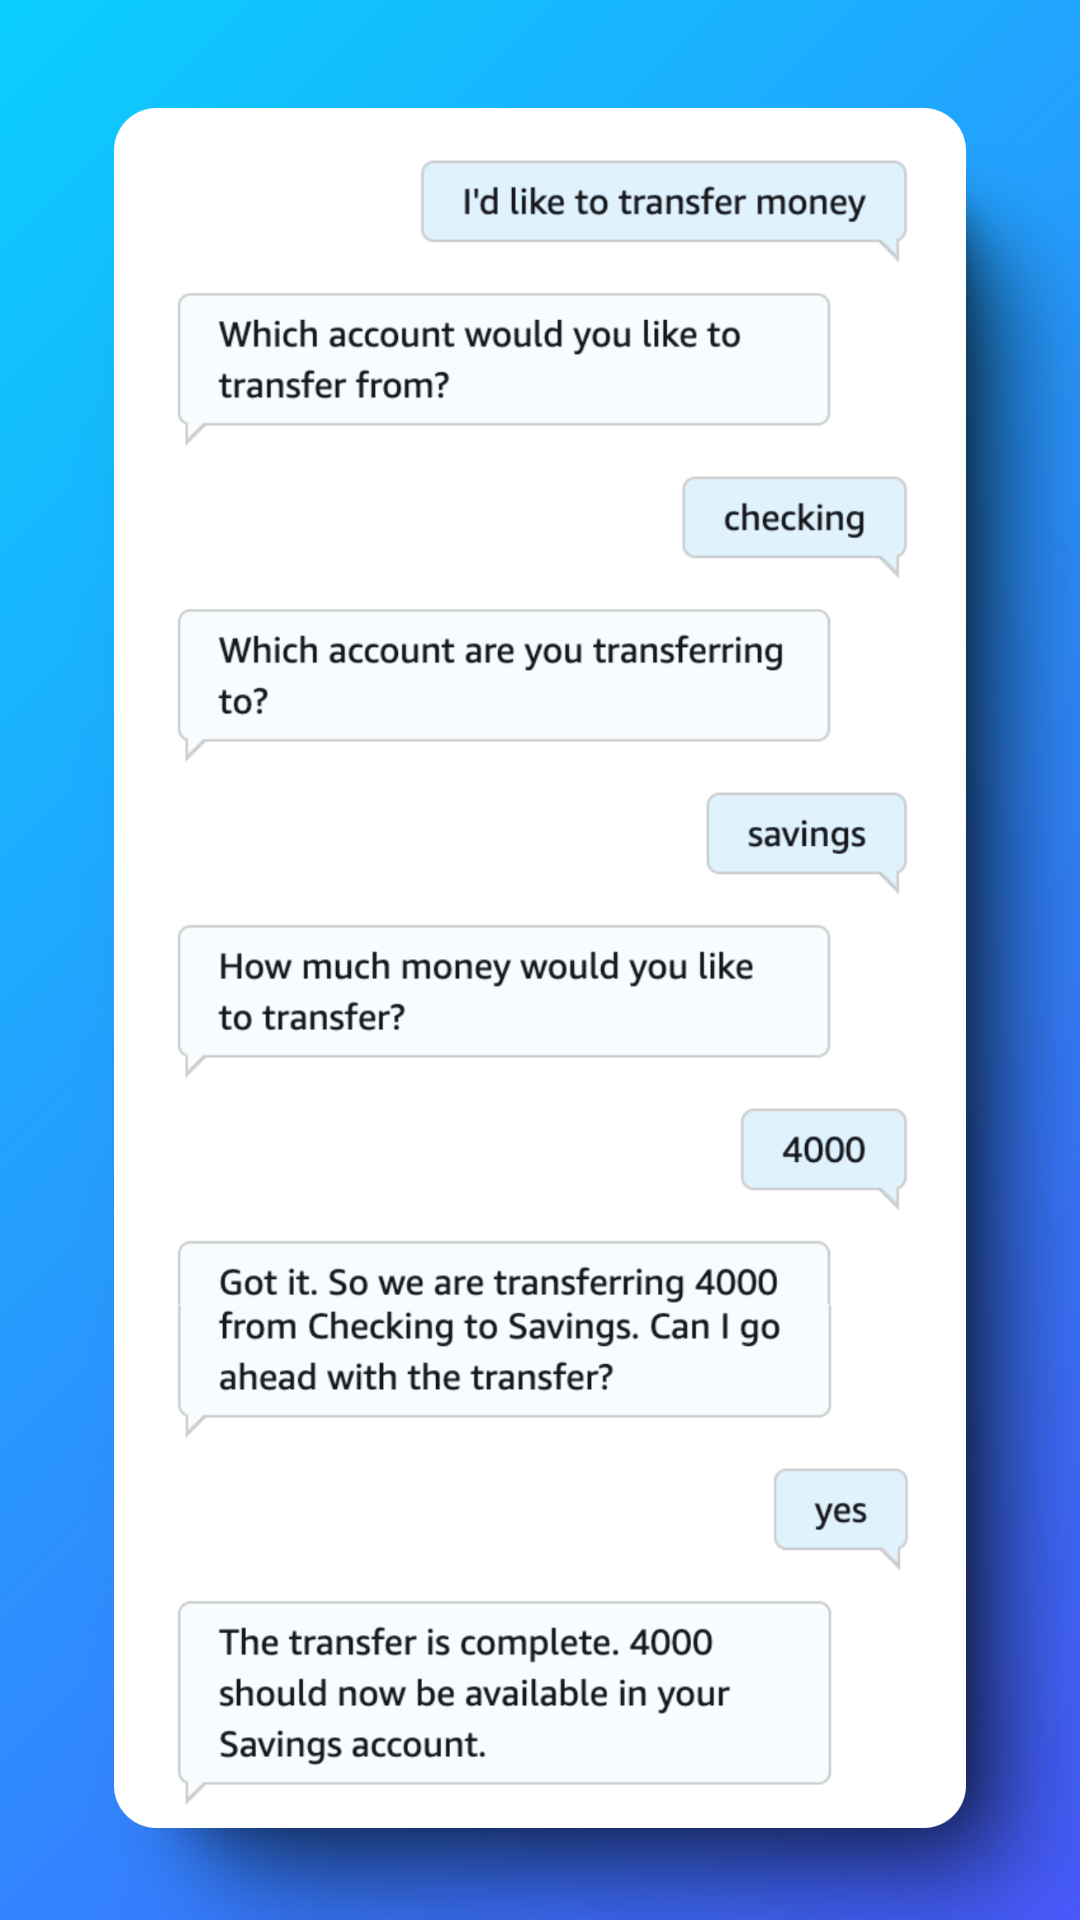 I'd like to transfer money
Which account would you like to
transfer from?
checking
Which account are you transferring
to?
savings
How much money would you like
to transfer?
4000
Got it. So we are transferring 4000
from Checking to Savings. Can I go
ahead with the transfer?
yes
The transfer is complete. 4000
should now be available in your
Savings account.